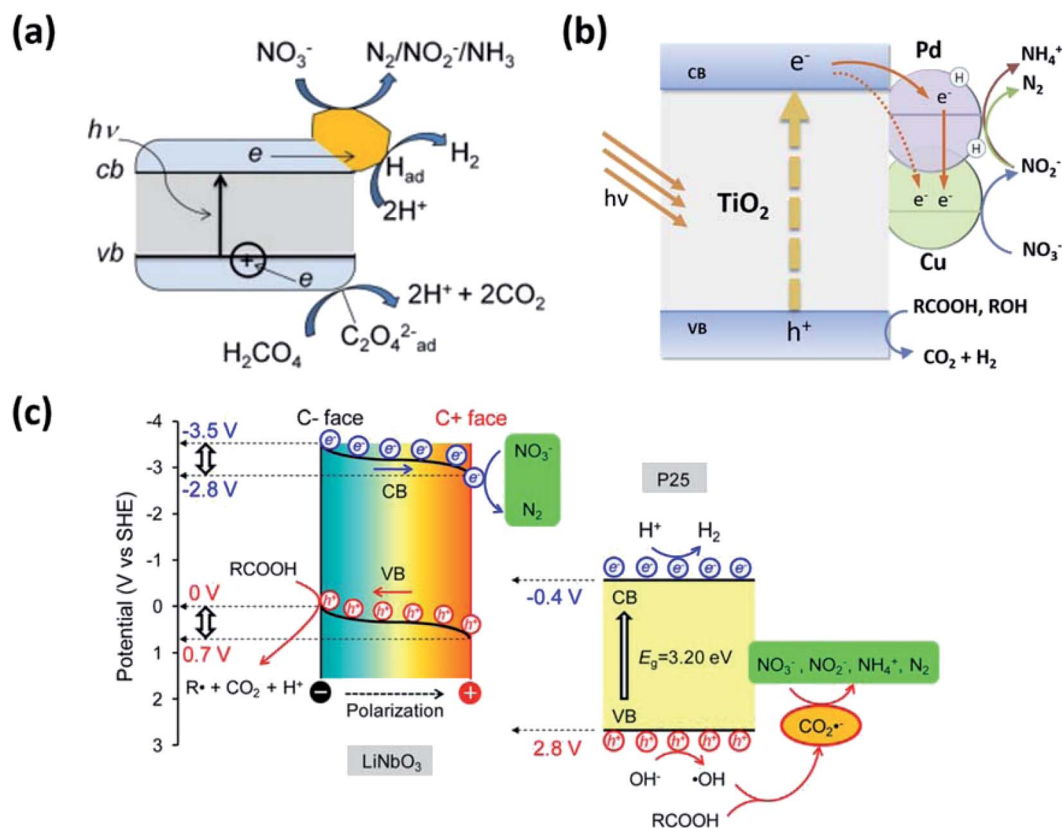 (a)
NO₃⁻
N₂/NO₂⁻/NH₃
hν
cb
e
H_ad
H₂
2H⁺
vb
+
e
2H⁺ + 2CO₂
H₂CO₄
C₂O₄²⁻_ad
(b)
CB
e⁻
Pd
H
e⁻
H
NH₄⁺
N₂
NO₂⁻
hν
TiO₂
e⁻ e⁻
Cu
NO₃⁻
VB
h⁺
RCOOH, ROH
CO₂ + H₂
(c)
Potential (V vs SHE)
-4
-3
-2
-1
0
1
2
3
-3.5 V
-2.8 V
0 V
0.7 V
C- face
C+ face
e⁻ e⁻ e⁻ e⁻ e⁻ e⁻
CB
NO₃⁻
N₂
RCOOH
VB
h⁺ h⁺ h⁺ h⁺ h⁺ h⁺
R• + CO₂ + H⁺
− Polarization +
LiNbO₃
P25
H⁺ H₂
e⁻ e⁻ e⁻ e⁻ e⁻
-0.4 V
CB
E_g=3.20 eV
VB
2.8 V
h⁺ h⁺ h⁺ h⁺ h⁺
OH⁻ •OH
RCOOH
NO₃⁻, NO₂⁻, NH₄⁺, N₂
CO₂•⁻